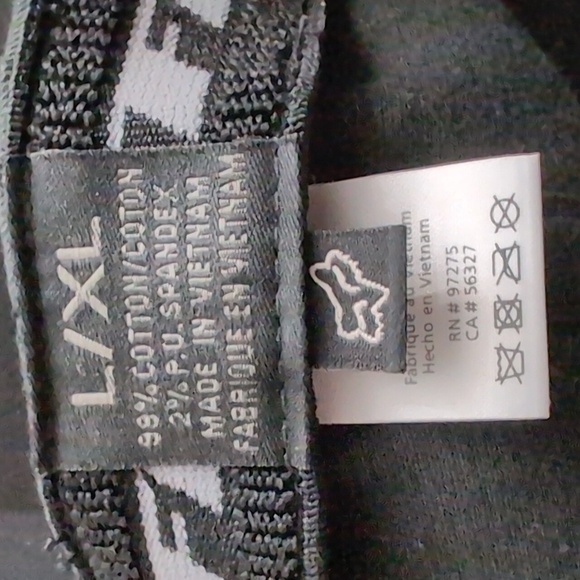 L/XL
98% COTTON/COTON
2% P.U. SPANDEX
MADE IN VIETNAM
FABRIQUE EN VIETNAM
Fabriqué au Vietnam
Hecho en Vietnam
RN # 97275
CA # 56327